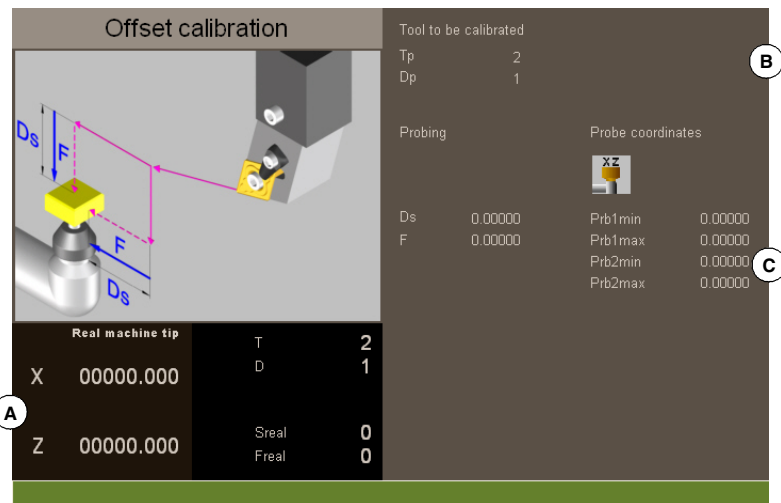 Offset calibration
Ds
F
F
Ds
Real machine tip
X 00000.000
Z 00000.000
T 2
D 1
Sreal 0
Freal 0
A
Tool to be calibrated
Tp 2
Dp 1
B
Probing
Ds 0.00000
F 0.00000
Probe coordinates
XZ
Prb1min 0.00000
Prb1max 0.00000
Prb2min 0.00000
Prb2max 0.00000
C